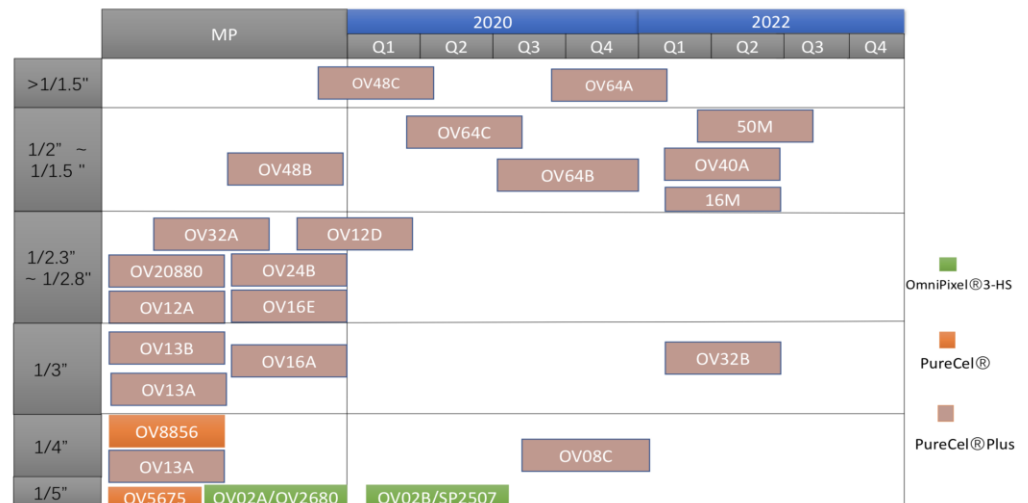 MP
2020
2022
Q1 Q2 Q3 Q4 Q1 Q2 Q3 Q4
>1/1.5"
OV48C
OV64A
1/2" ~
1/1.5 "
OV64C
50M
OV48B
OV64B
OV40A
16M
1/2.3"
~ 1/2.8"
OV32A
OV12D
OV20880
OV24B
OV12A
OV16E
1/3"
OV13B
OV16A
OV32B
OV13A
1/4"
OV8856
OV13A
OV08C
1/5"
OV5675
OV02A/OV2680
OV02B/SP2507
OmniPixel®3-HS
PureCel®
PureCel®Plus